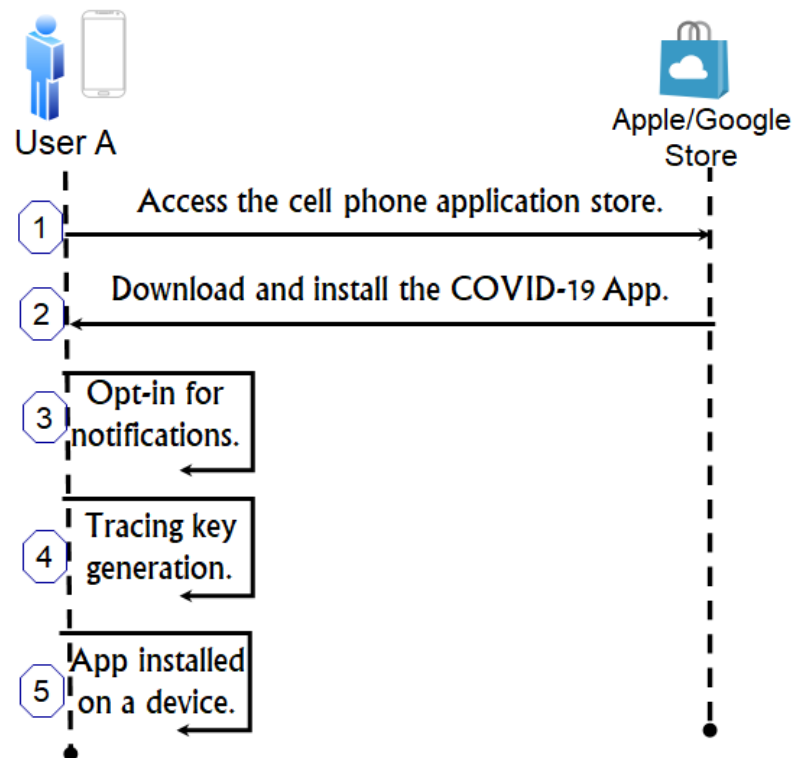 User A
Apple/Google
Store
1
Access the cell phone application store.
2
Download and install the COVID-19 App.
3
Opt-in for
notifications.
4
Tracing key
generation.
5
App installed
on a device.